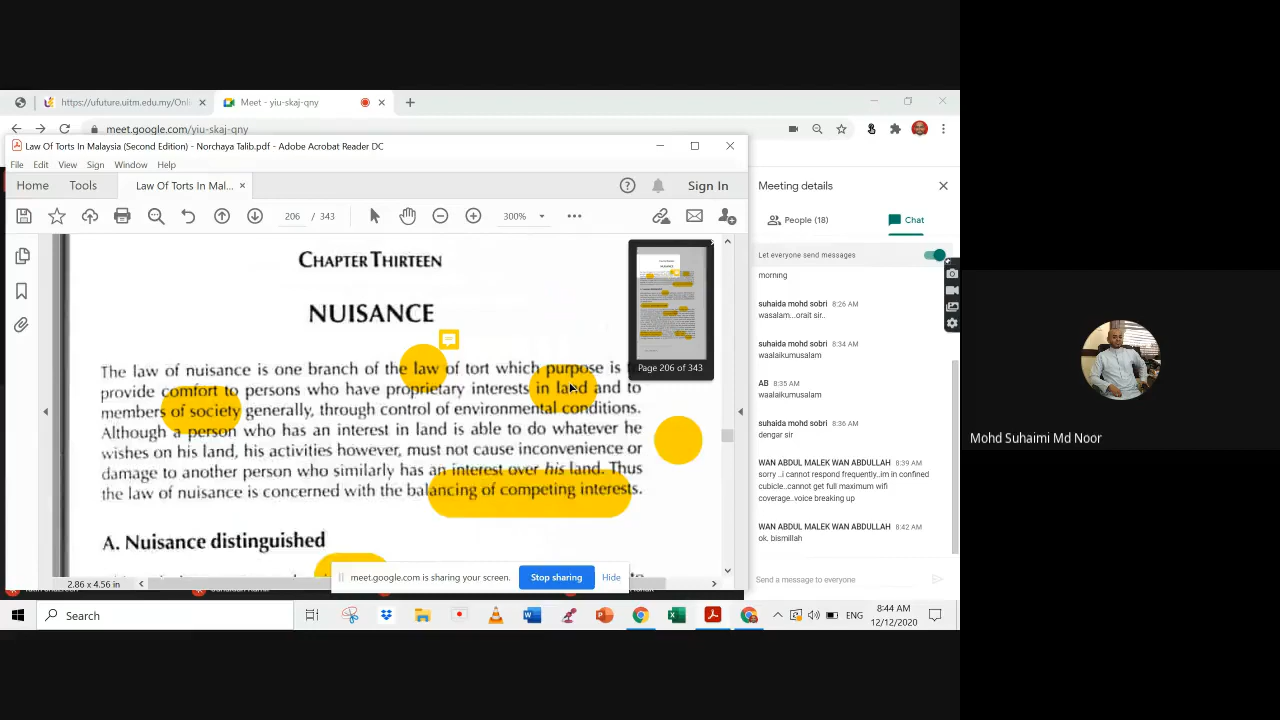 https://ufuture.uitm.edu.my/Onli
Meet - yiu-skaj-qny
meet.google.com/yiu-skaj-qny
Law Of Torts In Malaysia (Second Edition) - Norchaya Talib.pdf - Adobe Acrobat Reader DC
File Edit View Sign Window Help
Home Tools Law Of Torts In Mal... Sign In
206 / 343 300%
CHAPTER THIRTEEN
NUISANCE
The law of nuisance is one branch of the law of tort which purpose is
provide comfort to persons who have proprietary interests in land and to
members of society generally, through control of environmental conditions.
Although a person who has an interest in land is able to do whatever he
wishes on his land, his activities however, must not cause inconvenience or
damage to another person who similarly has an interest over his land. Thus
the law of nuisance is concerned with the balancing of competing interests.
A. Nuisance distinguished
Page 206 of 343
2.86 x 4.56 in
meet.google.com is sharing your screen. Stop sharing Hide
Meeting details
People (18) Chat
Let everyone send messages
morning
suhaida mohd sobri 8:26 AM
wasalam...orait sir..
suhaida mohd sobri 8:34 AM
waalaikumusalam
AB 8:35 AM
waalaikumusalam
suhaida mohd sobri 8:36 AM
dengar sir
WAN ABDUL MALEK WAN ABDULLAH 8:39 AM
sorry ..i cannot respond frequently..im in confined
cubicle..cannot get full maximum wifi
coverage..voice breaking up
WAN ABDUL MALEK WAN ABDULLAH 8:42 AM
ok. bismillah
Send a message to everyone
Search
ENG
8:44 AM
12/12/2020
Mohd Suhaimi Md Noor